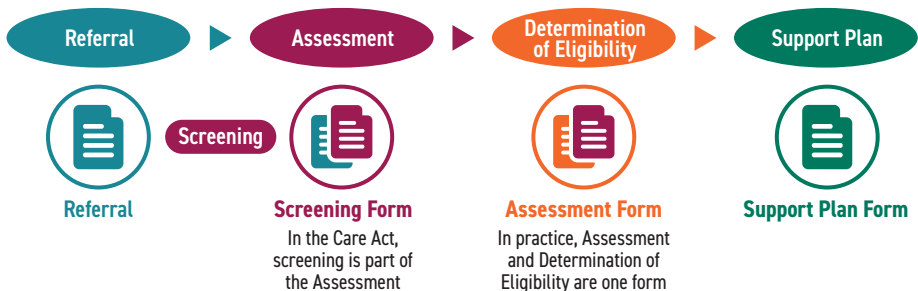 Referral
Assessment
Determination
of Eligibility
Support Plan
Screening
Referral
Screening Form
In the Care Act,
screening is part of
the Assessment
Assessment Form
In practice, Assessment
and Determination of
Eligibility are one form
Support Plan Form